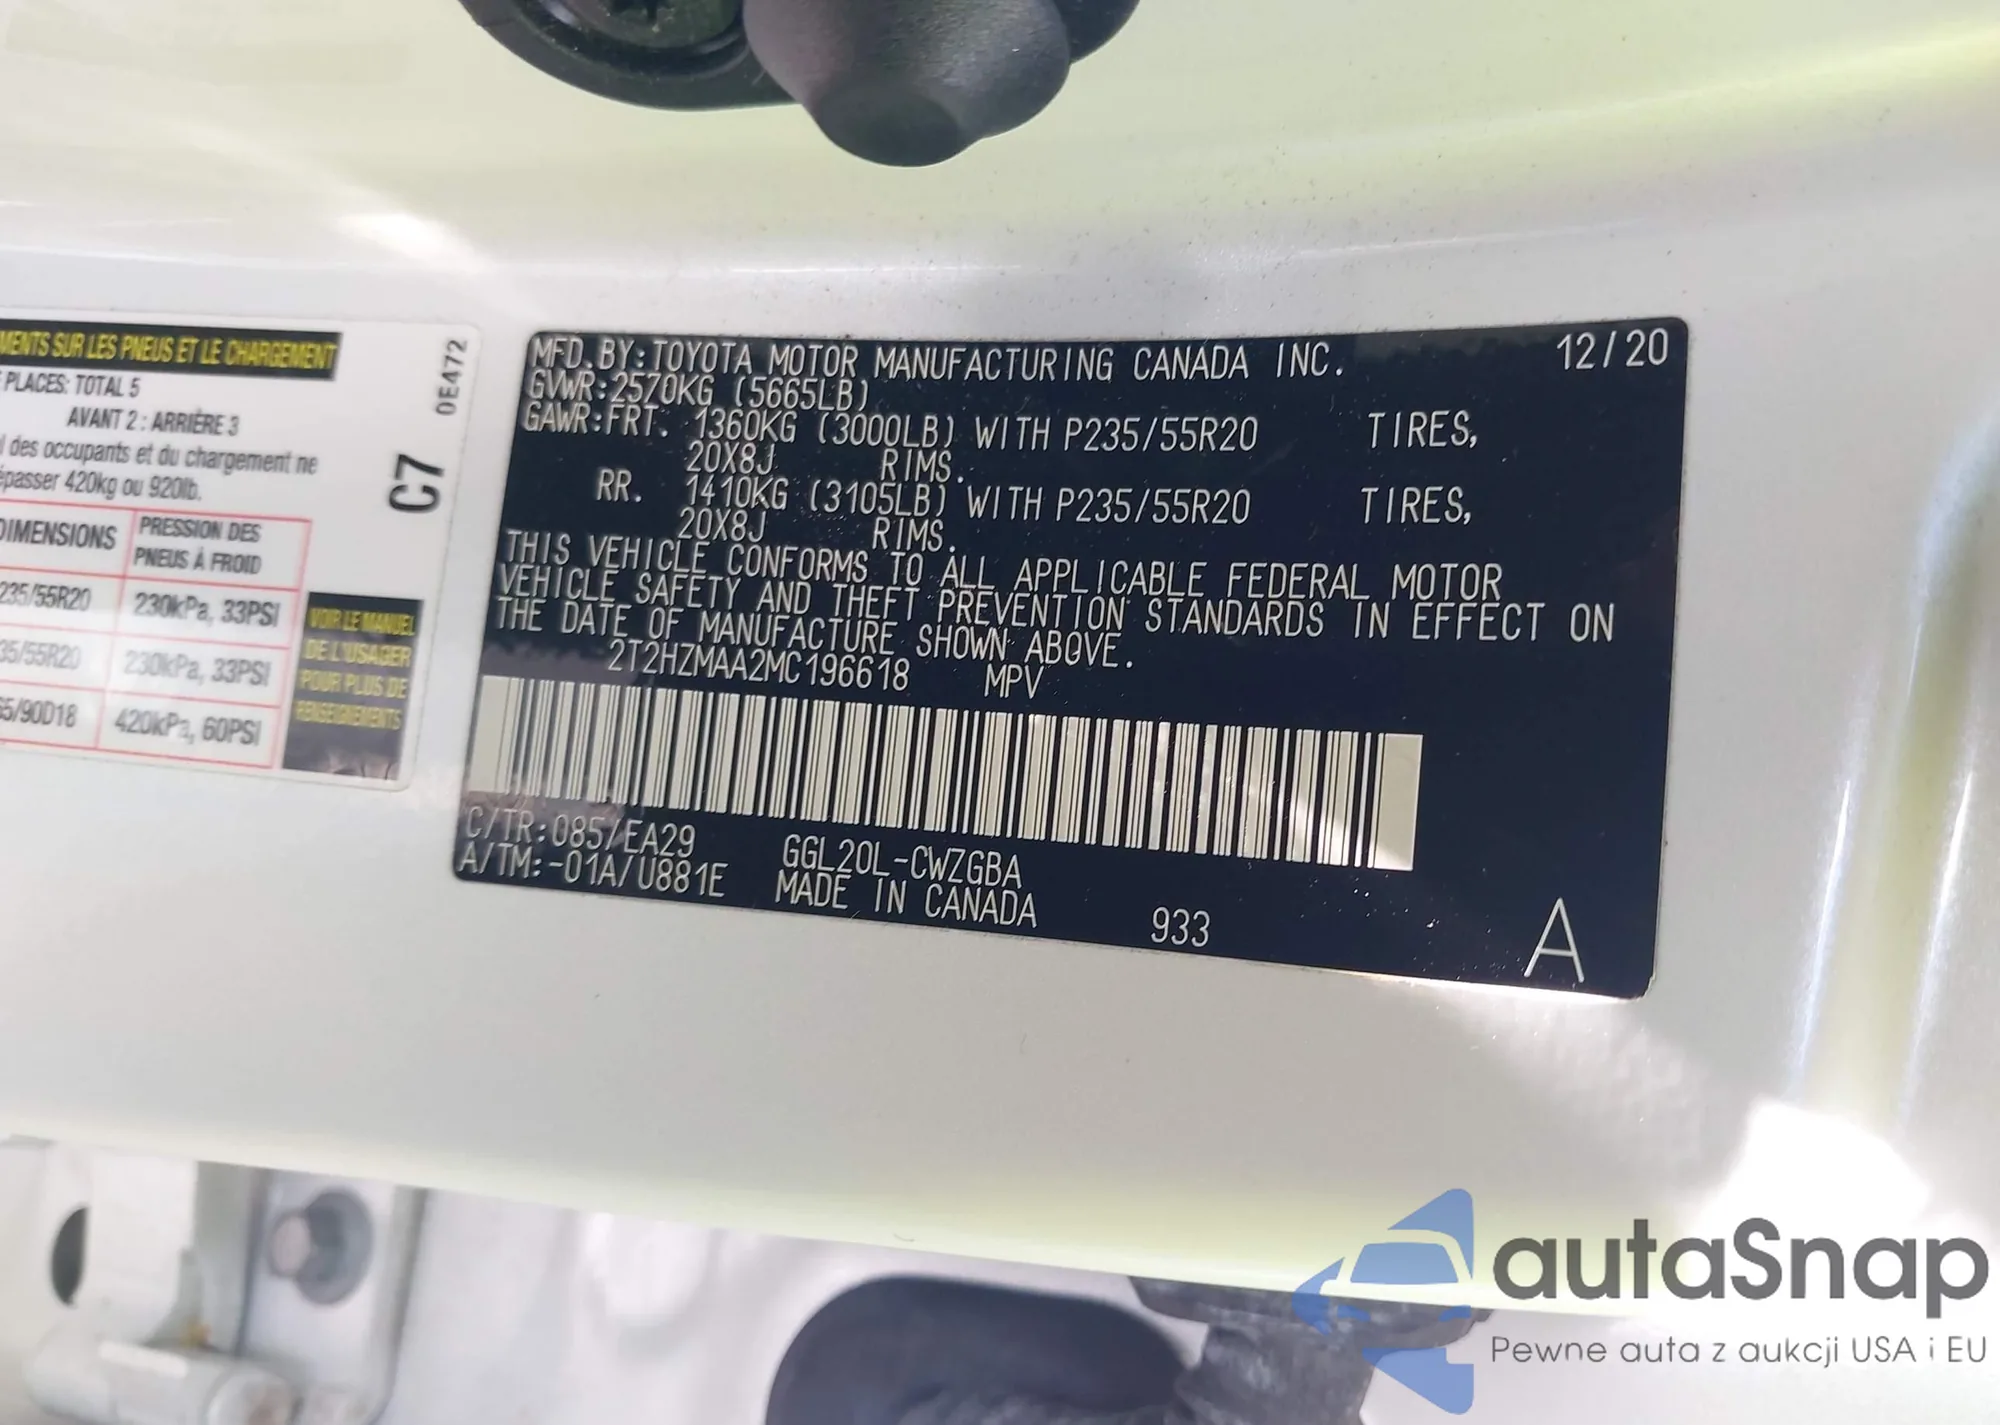 MENTS SUR LES PNEUS ET LE CHARGEMENT
PLACES: TOTAL 5
AVANT 2 : ARRIÈRE 3
des occupants et du chargement ne
épasser 420kg ou 920lb.
DIMENSIONS
PRESSION DES
PNEUS À FROID
235/55R20
230kPa, 33PSI
35/55R20
230kPa, 33PSI
65/90D18
420kPa, 60PSI
VOIR LE MANUEL
DE L'USAGER
POUR PLUS DE
RENSEIGNEMENTS
C7
0E472
MFD. BY: TOYOTA MOTOR MANUFACTURING CANADA INC. 12/20
GVWR: 2570KG (5665LB)
GAWR: FRT. 1360KG (3000LB) WITH P235/55R20 TIRES,
20X8J RIMS.
RR. 1410KG (3105LB) WITH P235/55R20 TIRES,
20X8J RIMS.
THIS VEHICLE CONFORMS TO ALL APPLICABLE FEDERAL MOTOR
VEHICLE SAFETY AND THEFT PREVENTION STANDARDS IN EFFECT ON
THE DATE OF MANUFACTURE SHOWN ABOVE.
2T2HZMAA2MC196618 MPV
C/TR: 085/EA29 GGL20L-CWZGBA
A/TM: -01A/U881E MADE IN CANADA 933
A
autaSnap
Pewne auta z aukcji USA i EU